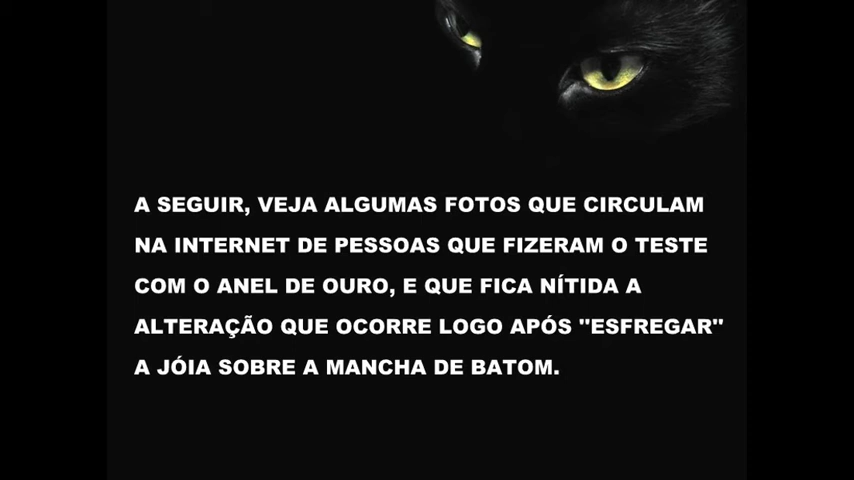 A SEGUIR, VEJA ALGUMAS FOTOS QUE CIRCULAM
NA INTERNET DE PESSOAS QUE FIZERAM O TESTE
COM O ANEL DE OURO, E QUE FICA NÍTIDA A
ALTERAÇÃO QUE OCORRE LOGO APÓS "ESFREGAR"
A JÓIA SOBRE A MANCHA DE BATOM.